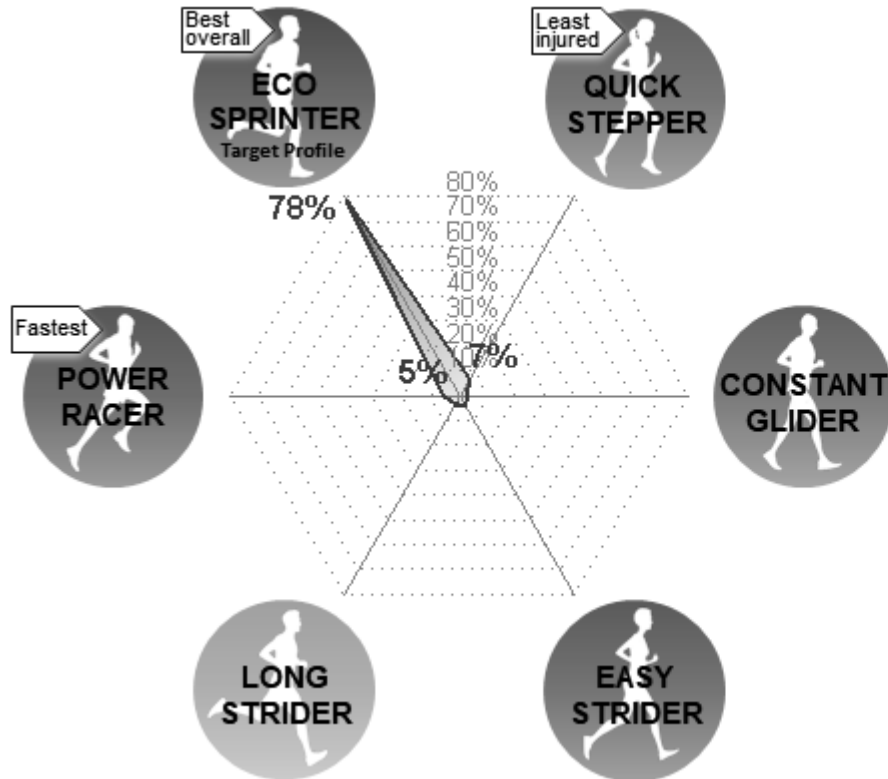 Best
overall
ECO
SPRINTER
Target Profile
Least
injured
QUICK
STEPPER
78%
80%
70%
60%
50%
40%
30%
20%
10%
7%
5%
Fastest
POWER
RACER
CONSTANT
GLIDER
LONG
STRIDER
EASY
STRIDER